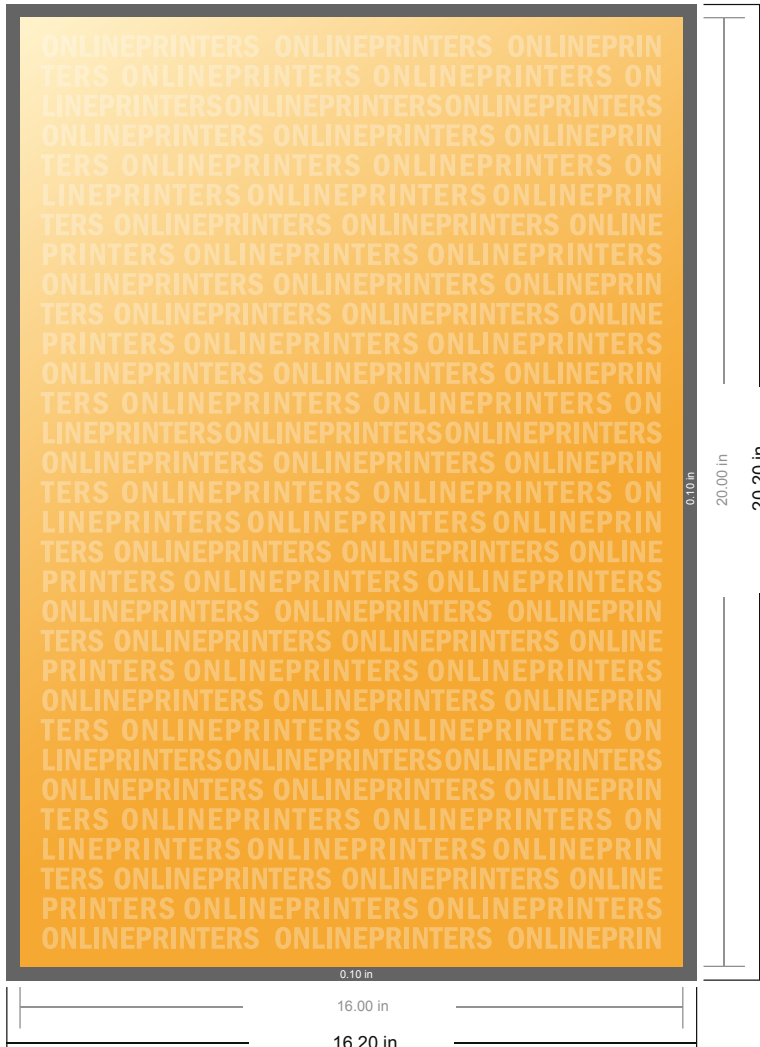 ONLINEPRINTERS ONLINEPRINTERS ONLINEPRIN
TERS ONLINEPRINTERS ONLINEPRINTERS ON
LINEPRINTERSONLINEPRINTERSONLINEPRINTERS
ONLINEPRINTERS ONLINEPRINTERS ONLINEPRIN
TERS ONLINEPRINTERS ONLINEPRINTERS ON
LINEPRINTERS ONLINEPRINTERS ONLINEPRIN
TERS ONLINEPRINTERS ONLINEPRINTERS ONLINE
PRINTERS ONLINEPRINTERS ONLINEPRINTERS
ONLINEPRINTERS ONLINEPRINTERS ONLINEPRIN
TERS ONLINEPRINTERS ONLINEPRINTERS ONLINE
PRINTERS ONLINEPRINTERS ONLINEPRINTERS
ONLINEPRINTERS ONLINEPRINTERS ONLINEPRIN
TERS ONLINEPRINTERS ONLINEPRINTERS ON
LINEPRINTERSONLINEPRINTERSONLINEPRINTERS
ONLINEPRINTERS ONLINEPRINTERS ONLINEPRIN
TERS ONLINEPRINTERS ONLINEPRINTERS ON
LINEPRINTERS ONLINEPRINTERS ONLINEPRIN
TERS ONLINEPRINTERS ONLINEPRINTERS ONLINE
PRINTERS ONLINEPRINTERS ONLINEPRINTERS
ONLINEPRINTERS ONLINEPRINTERS ONLINEPRIN
TERS ONLINEPRINTERS ONLINEPRINTERS ONLINE
PRINTERS ONLINEPRINTERS ONLINEPRINTERS
ONLINEPRINTERS ONLINEPRINTERS ONLINEPRIN
TERS ONLINEPRINTERS ONLINEPRINTERS ON
LINEPRINTERSONLINEPRINTERSONLINEPRINTERS
ONLINEPRINTERS ONLINEPRINTERS ONLINEPRIN
TERS ONLINEPRINTERS ONLINEPRINTERS ON
LINEPRINTERS ONLINEPRINTERS ONLINEPRIN
TERS ONLINEPRINTERS ONLINEPRINTERS ONLINE
PRINTERS ONLINEPRINTERS ONLINEPRINTERS
ONLINEPRINTERS ONLINEPRINTERS ONLINEPRIN
0.10 in
20.00 in
20.20 in
0.10 in
16.00 in
16.20 in